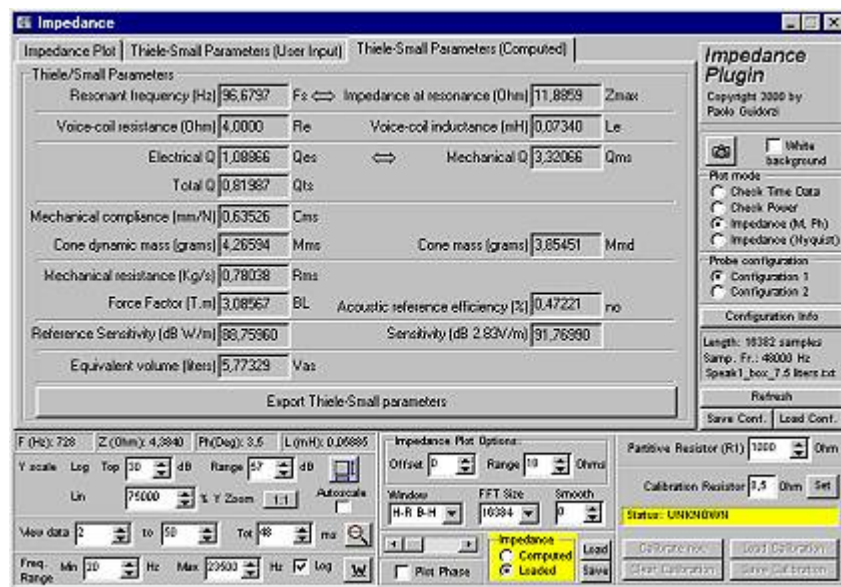 Impedance
Impedance Plot Thiele-Small Parameters (User Input) Thiele-Small Parameters (Computed)
Thiele/Small Parameters
Resonant frequency (Hz) 96,6797 Fs Impedance at resonance (Ohm) 11,8859 Zmax
Voice-coil resistance (Ohm) 4,0000 Re Voice-coil inductance (mH) 0,07340 Le
Electrical Q 1,08866 Qes Mechanical Q 3,32066 Qms
Total Q 0,81987 Qts
Mechanical compliance (mm/N) 0,63526 Cms
Cone dynamic mass (grams) 4,26594 Mms Cone mass (grams) 3,85451 Mmd
Mechanical resistance (Kg/s) 0,78038 Rms
Force Factor (T.m) 3,08567 BL Acoustic reference efficiency (%) 0,47221 no
Reference Sensitivity (dB W/m) 88,75960 Sensitivity (dB 2.83V/m) 91,76990
Equivalent volume (liters) 5,77329 Vas
Export Thiele-Small parameters
Impedance
Plugin
Copyright 2000 by
Paolo Guidorzi
White
background
Plot mode
Check Time Data
Check Power
Impedance (M, Ph)
Impedance (Nyquist)
Probe configuration
Configuration 1
Configuration 2
Configuration Info
Length: 16382 samples
Samp. Fr.: 48000 Hz
Speak1_box_7.5 liters.txt
Refresh
Save Conf. Load Conf.
F (Hz): 728 Z (Ohm): 4,3840 Ph(Deg): 3,5 L (mH): 0,05885
Y scale Log Top 30 dB Range 57 dB
Lin 75000 % Y Zoom 1:1 Autoscale
View data 2 to 50 Tot 48 ms
Freq. Range Min 20 Hz Max 23500 Hz Log
Impedance Plot Options:
Offset 0 Range 18 Ohms
Window FFT Size Smooth
H-R B-H 16384 0
Impedance
Computed
Loaded
Load
Save
Plot Phase
Partitive Resistor (R1) 1000 Ohm
Calibration Resistor 3,5 Ohm Set
Status: UNKNOWN
Calibrate now Load Calibration
Clear Calibration Save Calibration